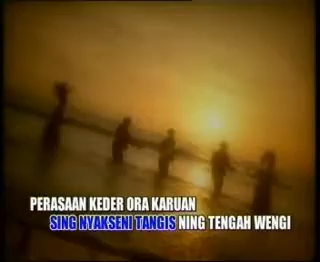 PERASAAN KEDER ORA KARUAN
SING NYAKSENI TANGIS NING TENGAH WENGI